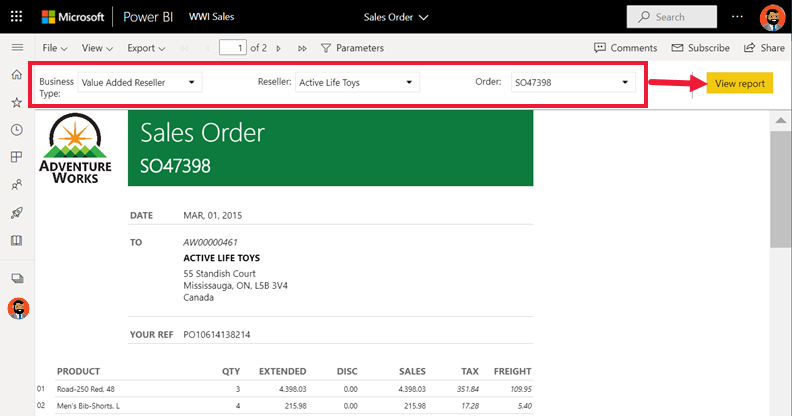 Microsoft Power BI WWI Sales Sales Order Search
File View Export 1 of 2 Parameters Comments Subscribe Share
Business Type: Value Added Reseller Reseller: Active Life Toys Order: SO47398 View report
ADVENTURE WORKS
Sales Order
SO47398
DATE MAR, 01, 2015
TO AW00000461
ACTIVE LIFE TOYS
55 Standish Court
Mississauga, ON, L5B 3V4
Canada
YOUR REF PO10614138214
PRODUCT QTY EXTENDED DISC SALES TAX FREIGHT
01 Road-250 Red, 48 3 4,398.03 0.00 4,398.03 351.84 109.95
02 Men's Bib-Shorts, L 4 215.98 0.00 215.98 17.28 5.40